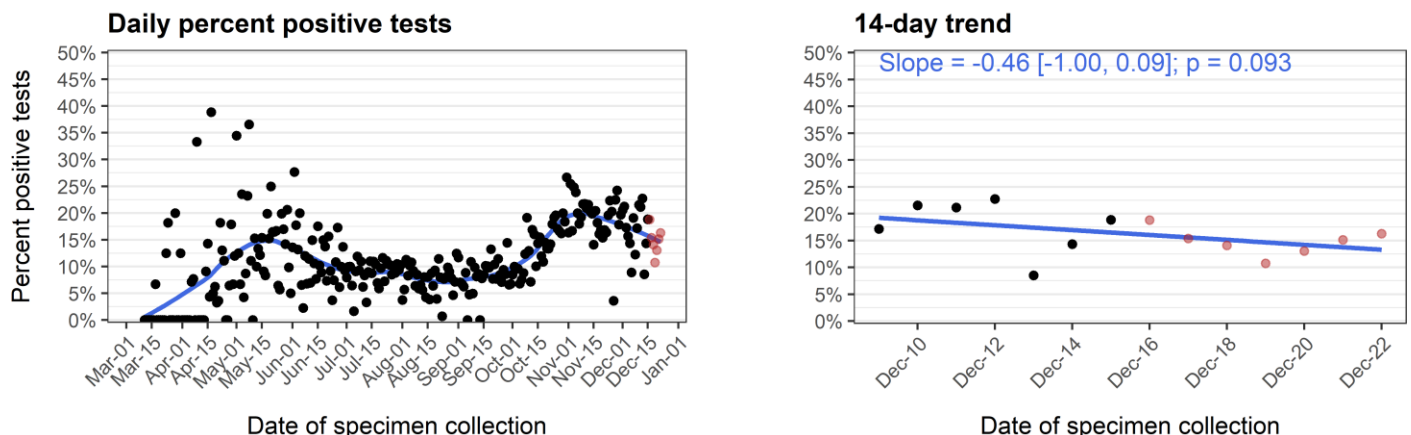 Daily percent positive tests
Percent positive tests
50%
45%
40%
35%
30%
25%
20%
15%
10%
5%
0%
Mar-01
Mar-15
Apr-01
Apr-15
May-01
May-15
Jun-01
Jun-15
Jul-01
Jul-15
Aug-01
Aug-15
Sep-01
Sep-15
Oct-01
Oct-15
Nov-01
Nov-15
Dec-01
Dec-15
Jan-01
Date of specimen collection
14-day trend
Slope = -0.46 [-1.00, 0.09]; p = 0.093
50%
45%
40%
35%
30%
25%
20%
15%
10%
5%
0%
Dec-10
Dec-12
Dec-14
Dec-16
Dec-18
Dec-20
Dec-22
Date of specimen collection